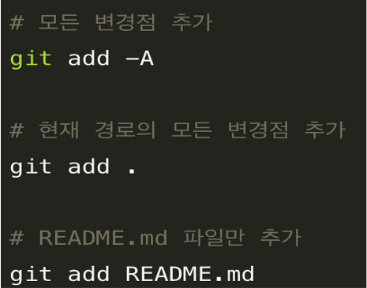 # 모든 변경점 추가
git add –A
# 현재 경로의 모든 변경점 추가
git add .
# README.md 파일만 추가
git add README.md